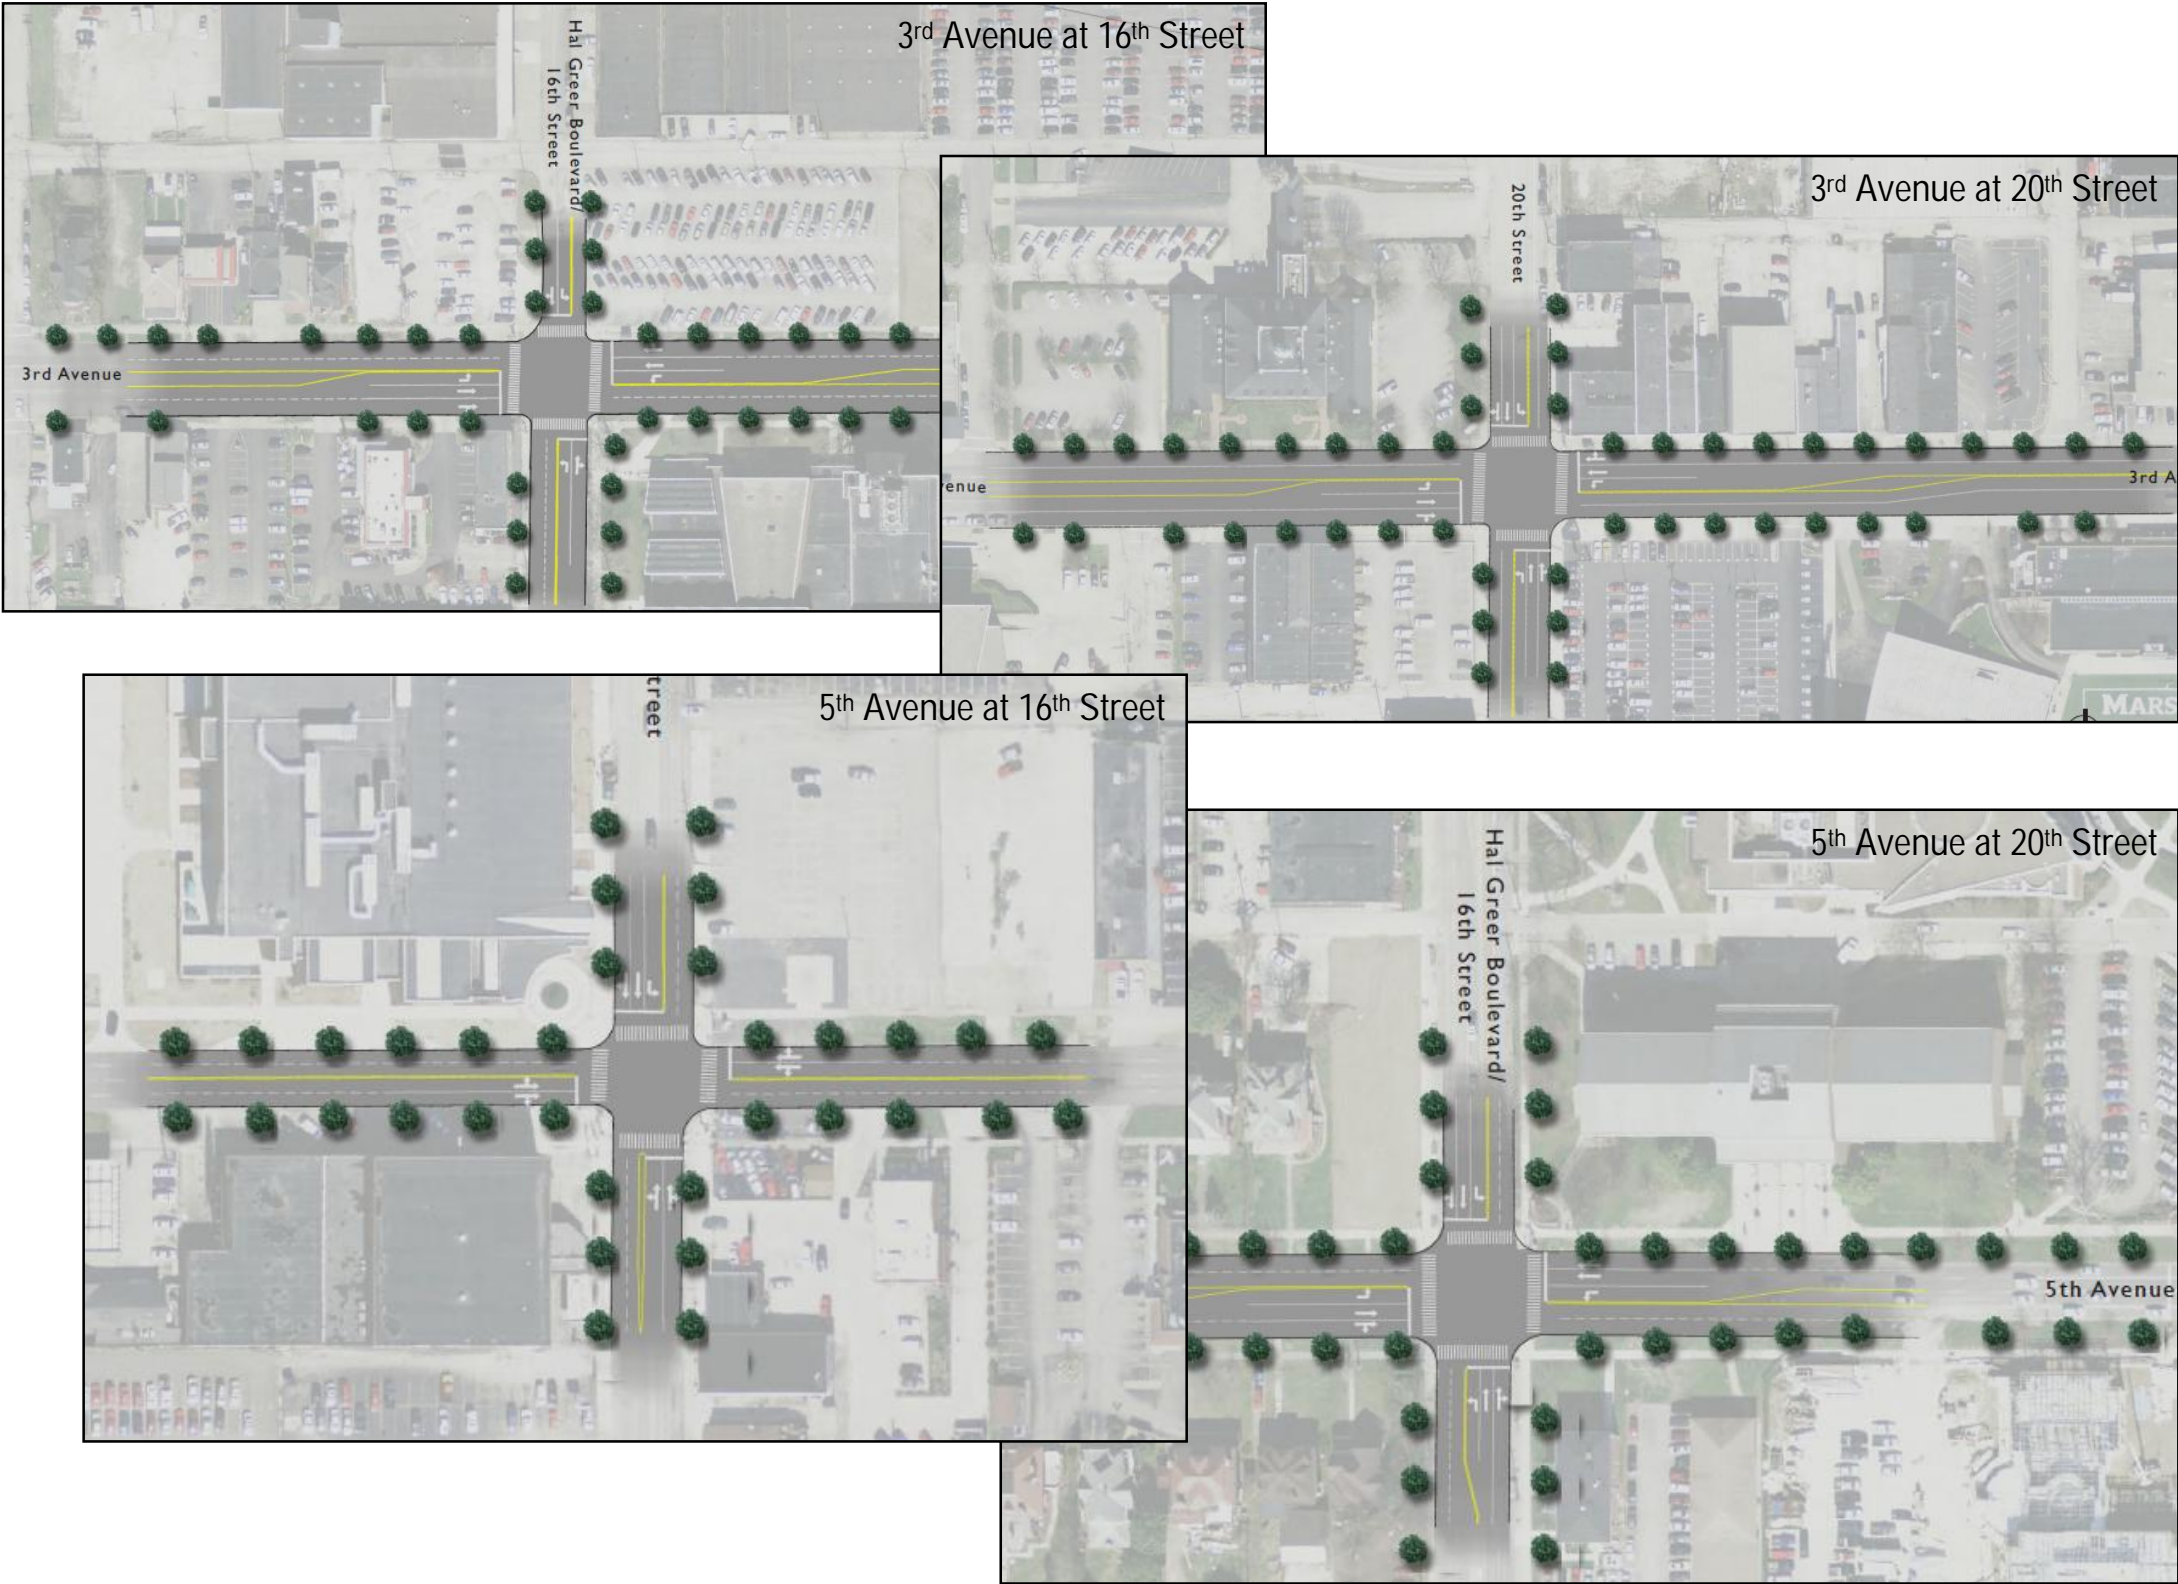 3rd Avenue at 16th Street
Hal Greer Boulevard/
16th Street
3rd Avenue
3rd Avenue at 20th Street
20th Street
venue
3rd A
MARS
5th Avenue at 16th Street
treet
5th Avenue at 20th Street
Hal Greer Boulevard/
16th Street
5th Avenue